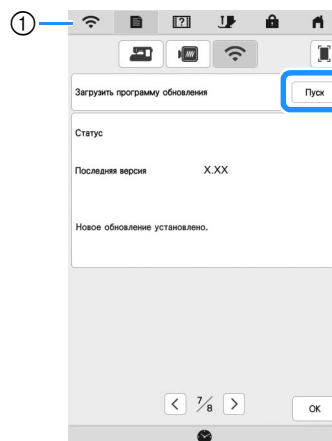 ①
Загрузить программу обновления Пуск
Статус
Последняя версия X.XX
Новое обновление установлено.
7/8
OK